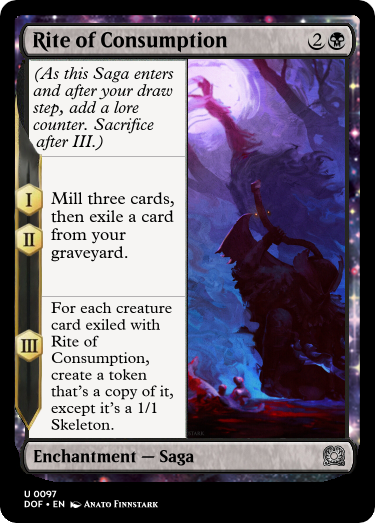 Rite of Consumption 2
(As this Saga enters
and after your draw
step, add a lore
counter. Sacrifice
after III.)
I
II
Mill three cards,
then exile a card
from your
graveyard.
III
For each creature
card exiled with
Rite of
Consumption,
create a token
that's a copy of it,
except it's a 1/1
Skeleton.
Enchantment — Saga
U 0097
DOF • EN Anato Finnstark